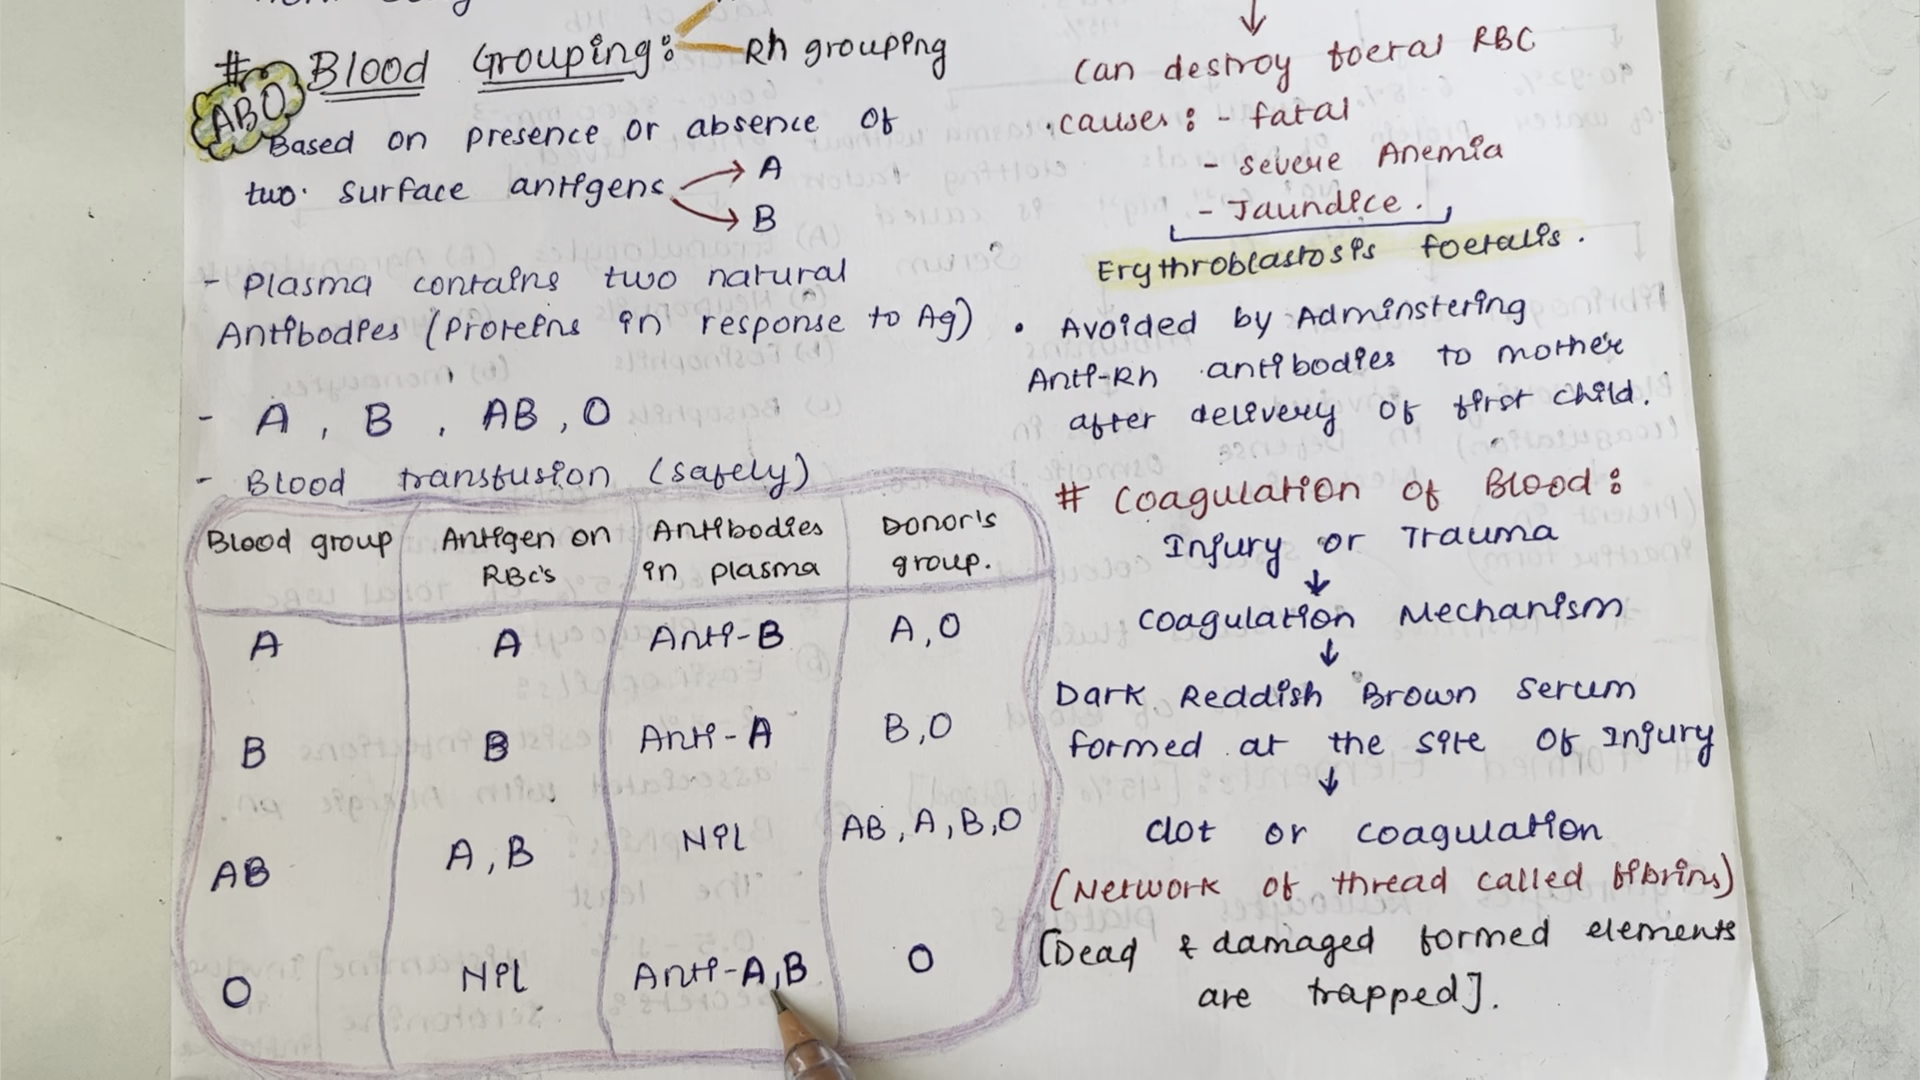 # Blood Grouping:
Rh grouping
ABO
Based on presence or absence of
two surface antigens → A
→ B
- Plasma contains two natural
Antibodies (Proteins in response to Ag)
- A , B , AB , O
- Blood transfusion (safely)
Blood group | Antigen on RBC's | Antibodies in plasma | Donor's group.
A | A | Anti-B | A,O
B | B | Anti-A | B,O
AB | A,B | Nil | AB,A,B,O
O | Nil | Anti-A,B | O
↓
can destroy foetal RBC
.causes: - fatal
- severe Anemia
- Jaundice.
Erythroblastosis foetalis.
• Avoided by Adminstering
Anti-Rh antibodies to mother
after delivery of first child.
# Coagulation of Blood:
Injury or Trauma
↓
Coagulation Mechanism
↓
Dark Reddish Brown serum
formed at the site of Injury
↓
clot or coagulation
(Network of thread called fibrins)
[Dead & damaged formed elements
are trapped].